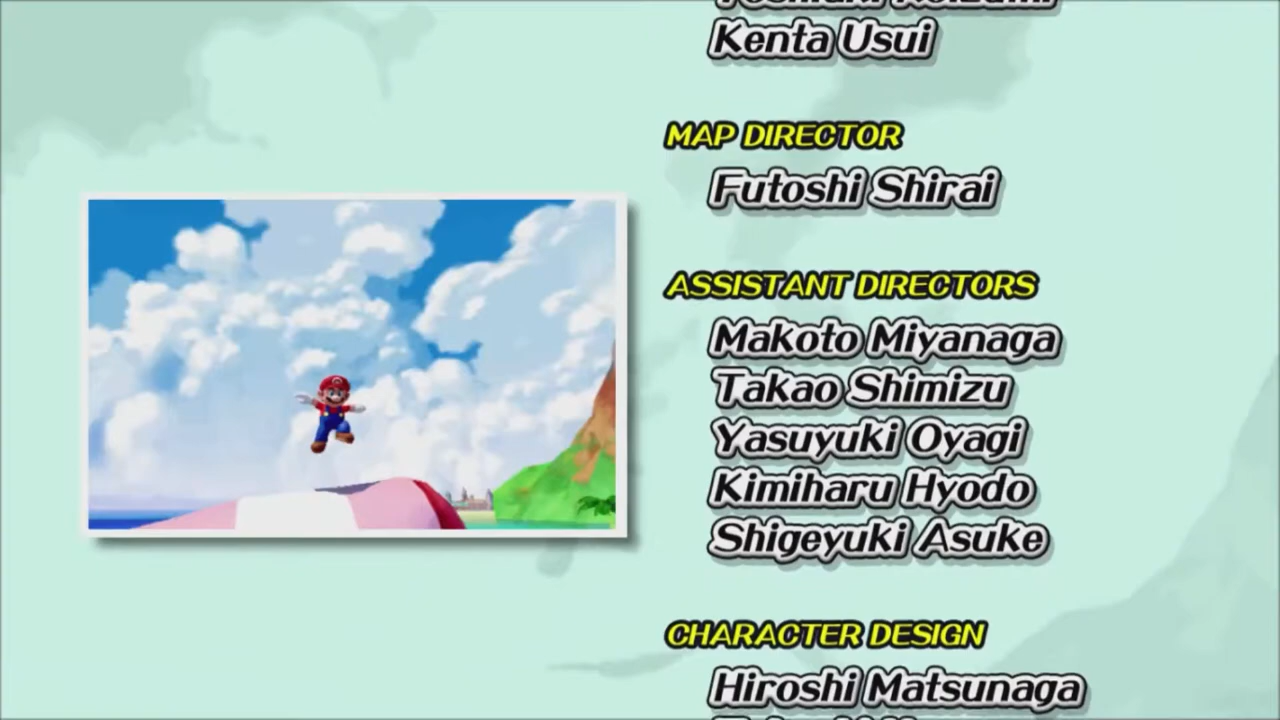 Kenta Usui
MAP DIRECTOR
Futoshi Shirai
ASSISTANT DIRECTORS
Makoto Miyanaga
Takao Shimizu
Yasuyuki Oyagi
Kimiharu Hyodo
Shigeyuki Asuke
CHARACTER DESIGN
Hiroshi Matsunaga